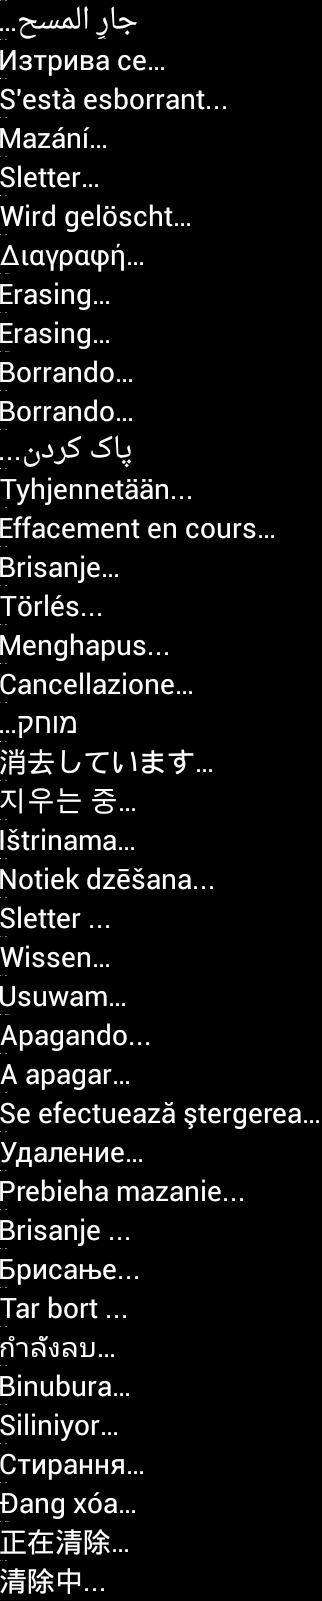 جارٍ المسح...
Изтрива се...
S'està esborrant...
Mazání...
Sletter...
Wird gelöscht...
Διαγραφή...
Erasing...
Erasing...
Borrando...
Borrando...
پاک کردن...
Tyhjennetään...
Effacement en cours...
Brisanje...
Törlés...
Menghapus...
Cancellazione...
מוחק...
消去しています...
지우는 중...
Ištrinama...
Notiek dzēšana...
Sletter ...
Wissen...
Usuwam...
Apagando...
A apagar...
Se efectuează ştergerea...
Удаление...
Prebieha mazanie...
Brisanje ...
Брисање...
Tar bort ...
กำลังลบ...
Binubura...
Siliniyor...
Стирання...
Đang xóa...
正在清除...
清除中...